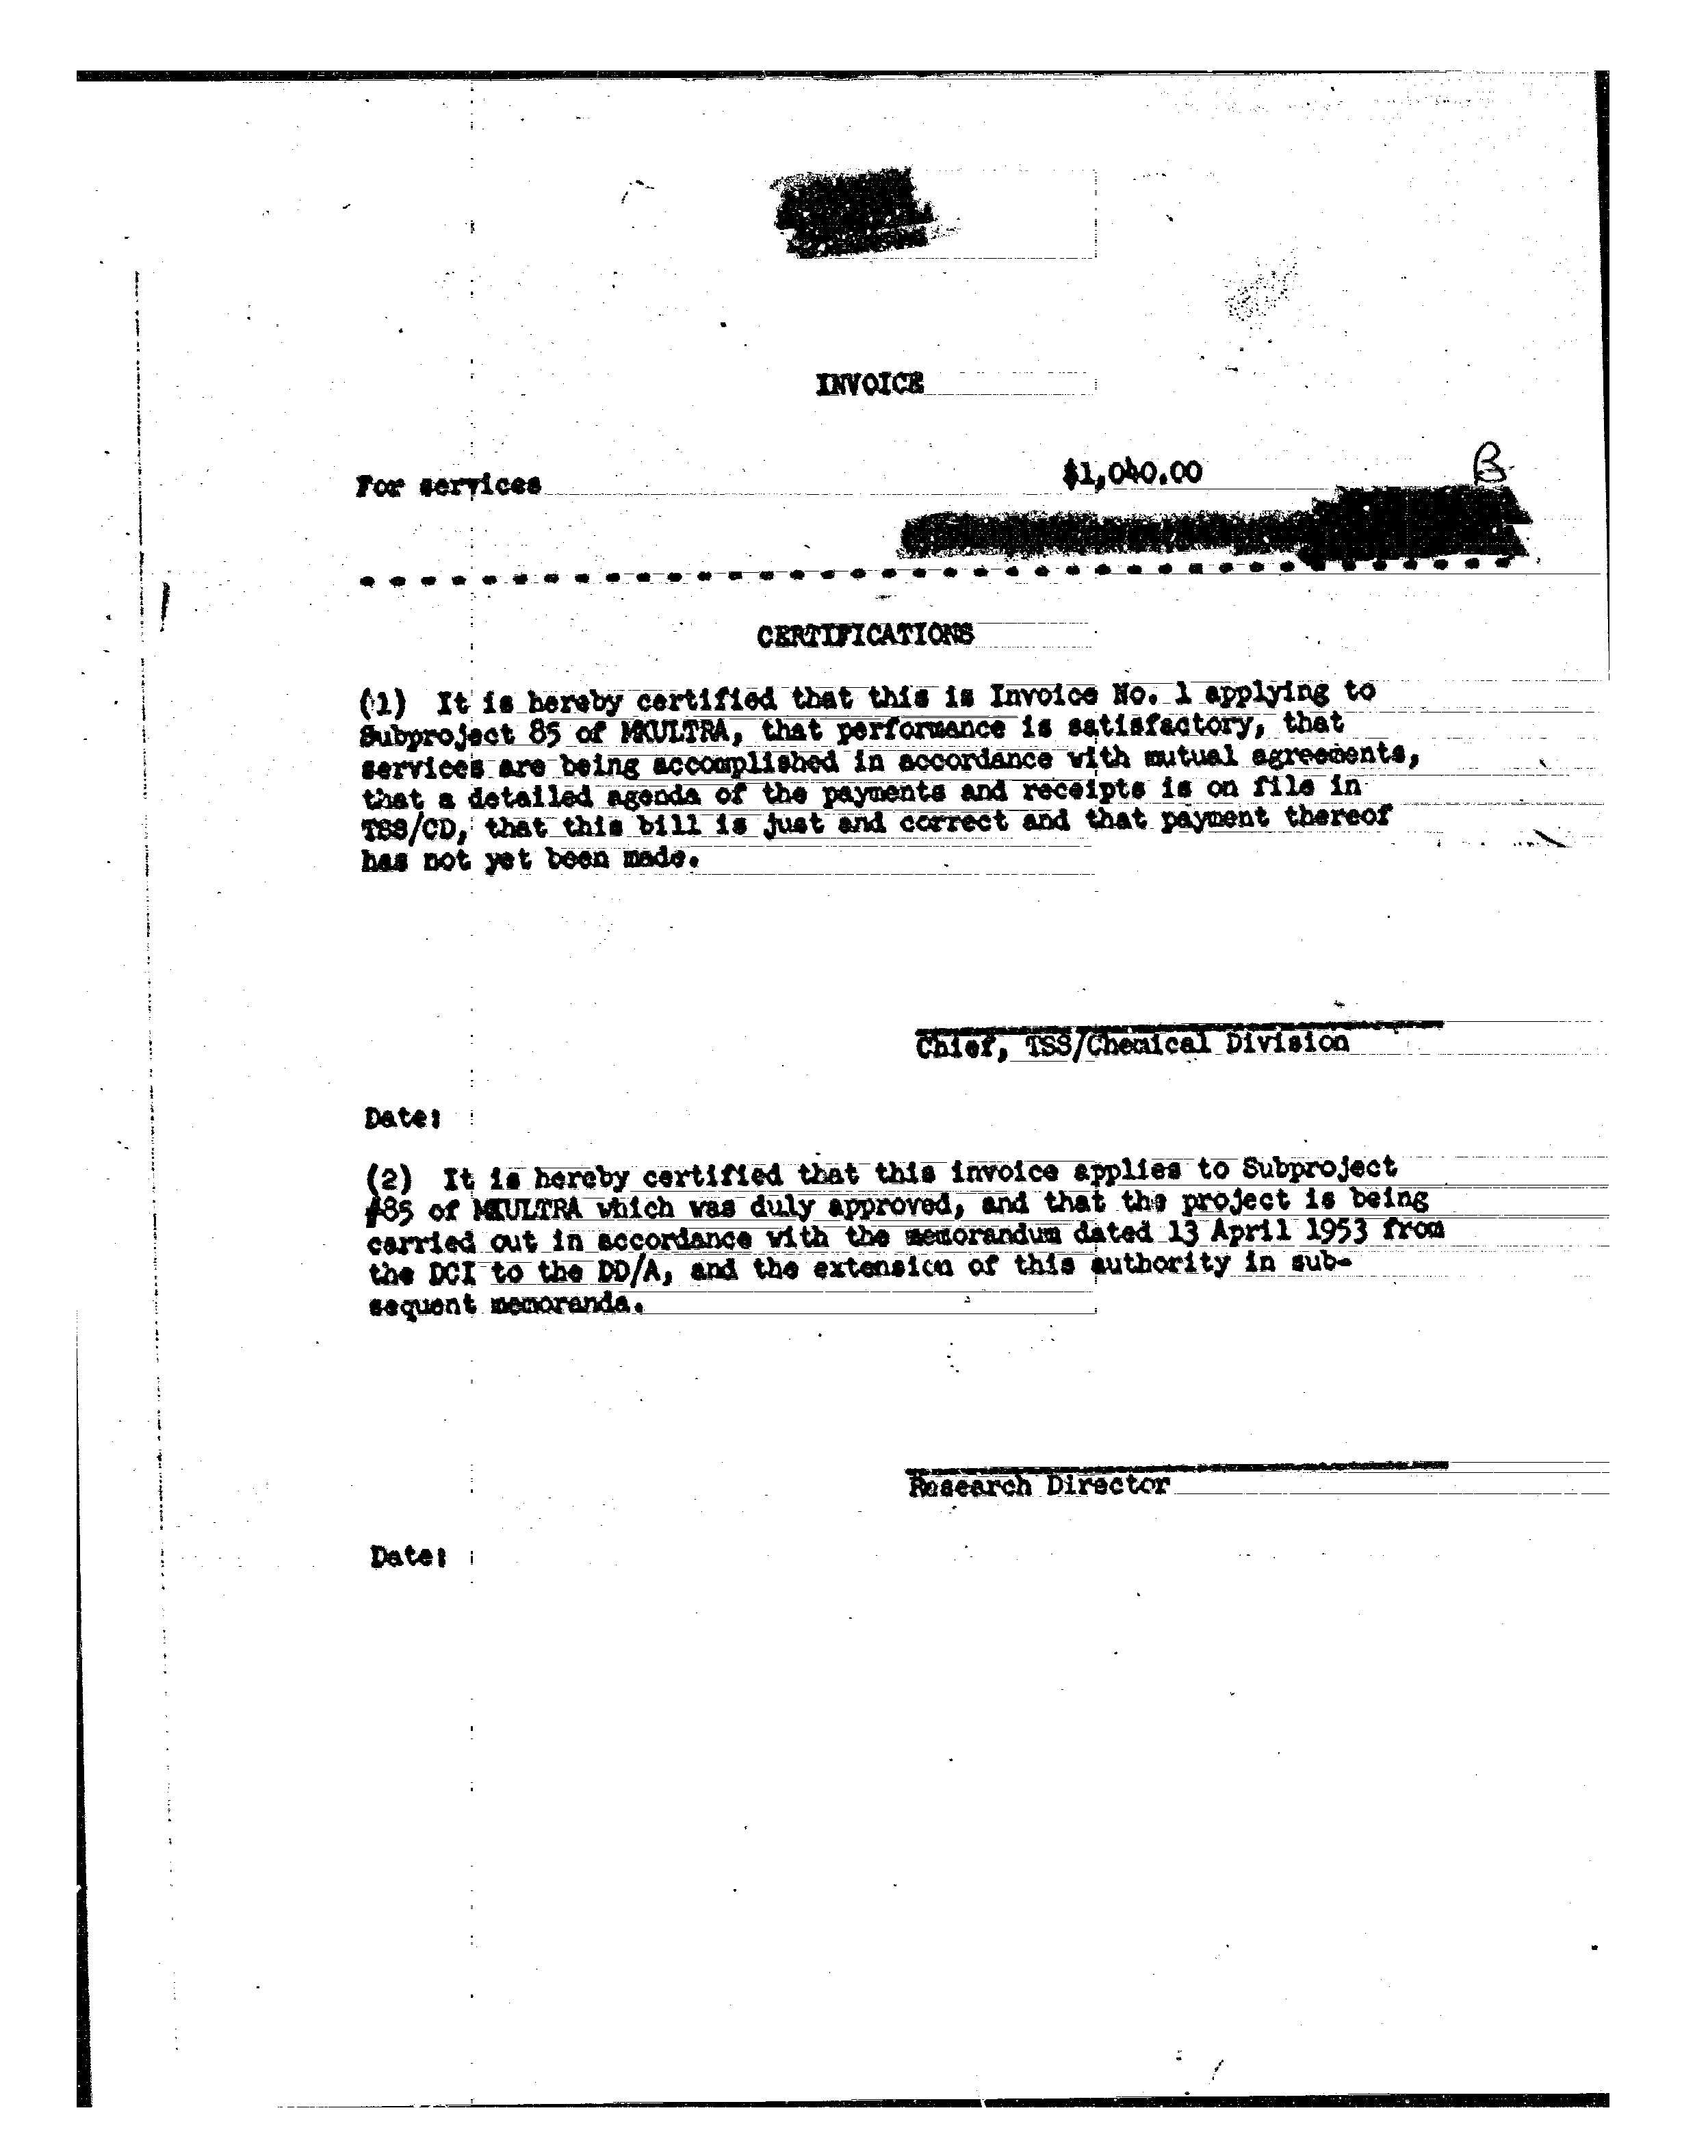 INVOICE
For services $1,040.00 B
CERTIFICATIONS
(1) It is hereby certified that this is Invoice No. 1 applying to
Subproject 85 of MKULTRA, that performance is satisfactory, that
services are being accomplished in accordance with mutual agreements,
that a detailed agenda of the payments and receipts is on file in
TSS/CD, that this bill is just and correct and that payment thereof
has not yet been made.
Chief, TSS/Chemical Division
Date:
(2) It is hereby certified that this invoice applies to Subproject
#85 of MKULTRA which was duly approved, and that the project is being
carried out in accordance with the memorandum dated 13 April 1953 from
the DCI to the DD/A, and the extension of this authority in sub-
sequent memoranda.
Research Director
Date: